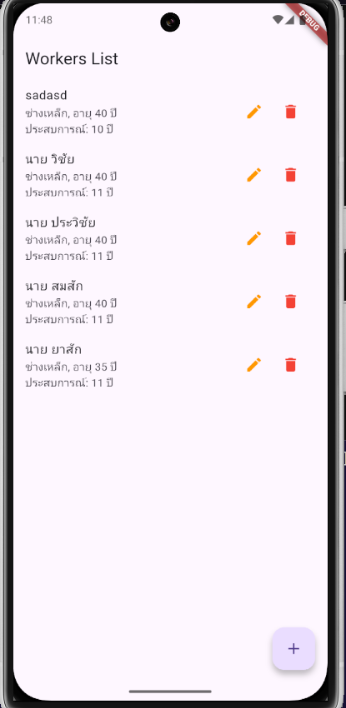 11:48
DEBUG
Workers List
sadasd
ช่างเหล็ก, อายุ 40 ปี
ประสบการณ์: 10 ปี
นาย วิชัย
ช่างเหล็ก, อายุ 40 ปี
ประสบการณ์: 11 ปี
นาย ประวิชัย
ช่างเหล็ก, อายุ 40 ปี
ประสบการณ์: 11 ปี
นาย สมสัก
ช่างเหล็ก, อายุ 40 ปี
ประสบการณ์: 11 ปี
นาย ยาสัก
ช่างเหล็ก, อายุ 35 ปี
ประสบการณ์: 11 ปี